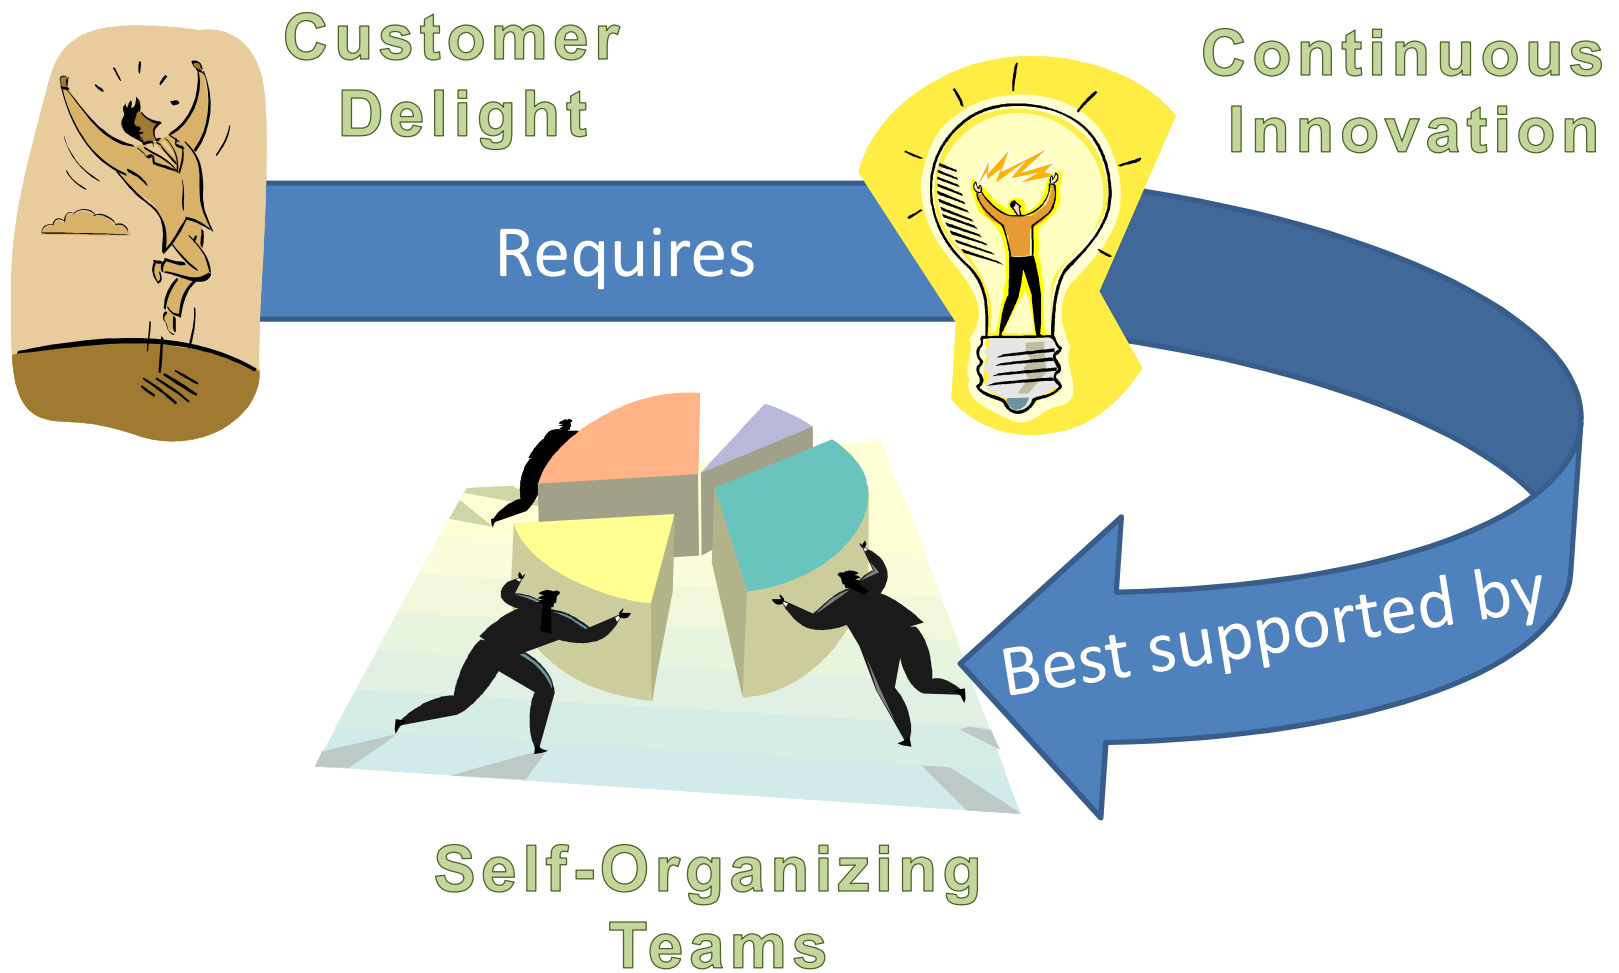 Customer
Delight
Requires
Continuous
Innovation
Best supported by
Self-Organizing
Teams